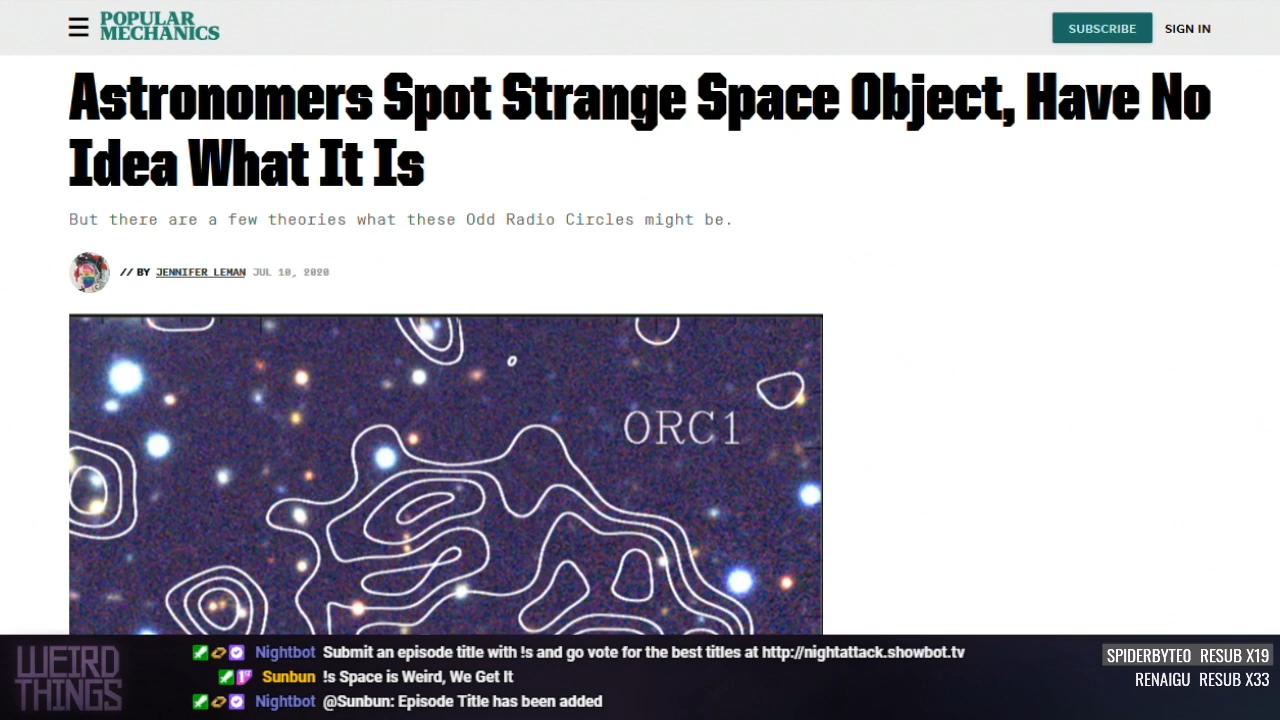 POPULAR
MECHANICS
SUBSCRIBE
SIGN IN
Astronomers Spot Strange Space Object, Have No
Idea What It Is
But there are a few theories what these Odd Radio Circles might be.
// BY JENNIFER LEMAN JUL 10, 2020
ORC1
WEIRD
THINGS
Nightbot Submit an episode title with !s and go vote for the best titles at http://nightattack.showbot.tv
Sunbun !s Space is Weird, We Get It
Nightbot @Sunbun: Episode Title has been added
SPIDERBYTE0 RESUB X19
RENAIGU RESUB X33